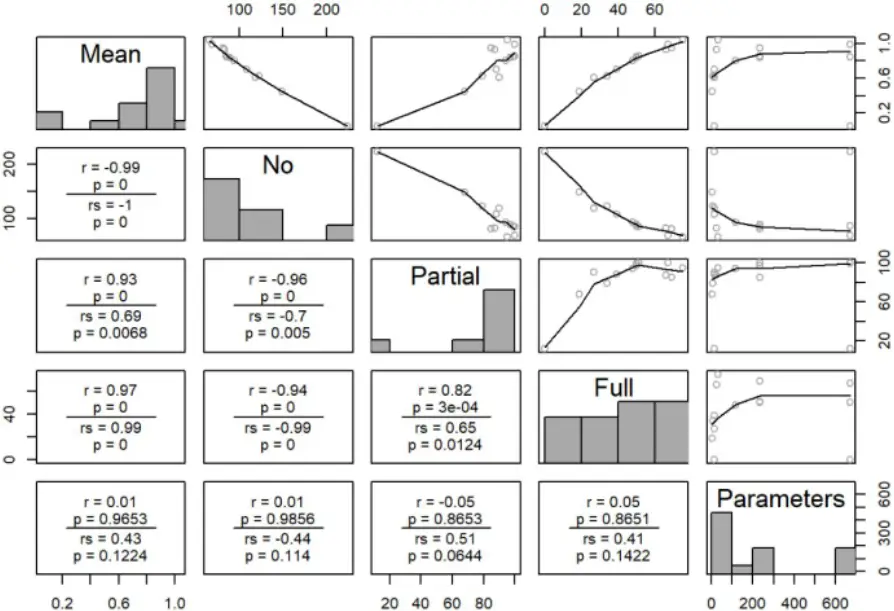 100 150 200
0 20 40 60
Mean
0.2 0.6 1.0
100 200
r = -0.99
p = 0
rs = -1
p = 0
No
r = 0.93
p = 0
rs = 0.69
p = 0.0068
r = -0.96
p = 0
rs = -0.7
p = 0.005
Partial
20 60 100
0 40
r = 0.97
p = 0
rs = 0.99
p = 0
r = -0.94
p = 0
rs = -0.99
p = 0
r = 0.82
p = 3e-04
rs = 0.65
p = 0.0124
Full
r = 0.01
p = 0.9653
rs = 0.43
p = 0.1224
r = 0.01
p = 0.9856
rs = -0.44
p = 0.114
r = -0.05
p = 0.8653
rs = 0.51
p = 0.0644
r = 0.05
p = 0.8651
rs = 0.41
p = 0.1422
Parameters
0 300 600
0.2 0.6 1.0
20 40 60 80
0 200 400 600